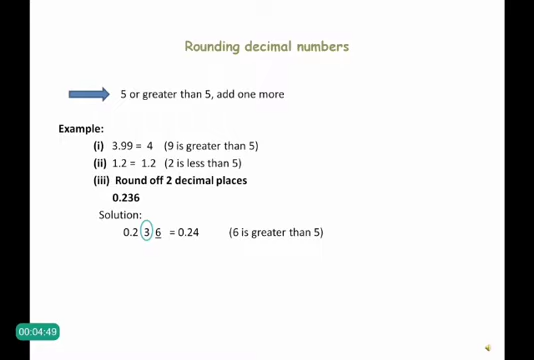 Rounding decimal numbers
5 or greater than 5, add one more
Example:
(i) 3.99 = 4 (9 is greater than 5)
(ii) 1.2 = 1.2 (2 is less than 5)
(iii) Round off 2 decimal places
0.236
Solution:
0.2 3 6 = 0.24 (6 is greater than 5)
00:04:49